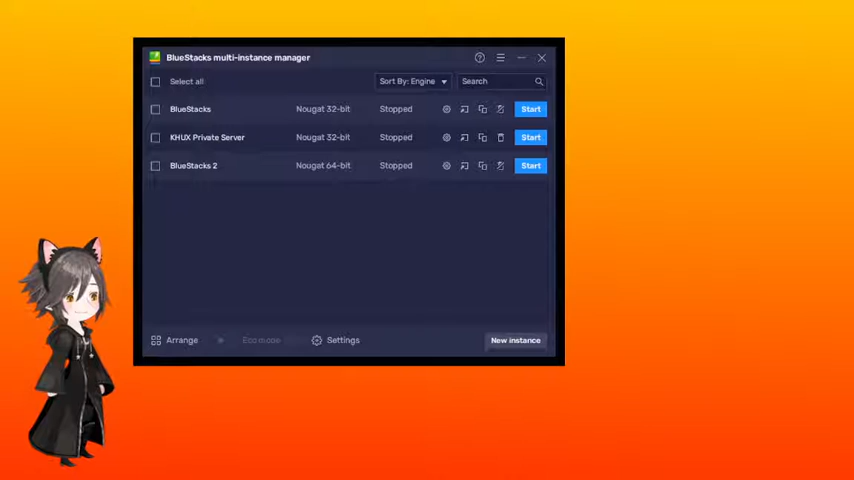 BlueStacks multi-instance manager
Select all Sort By: Engine Search
BlueStacks Nougat 32-bit Stopped Start
KHUX Private Server Nougat 32-bit Stopped Start
BlueStacks 2 Nougat 64-bit Stopped Start
Arrange Eco mode Settings New instance